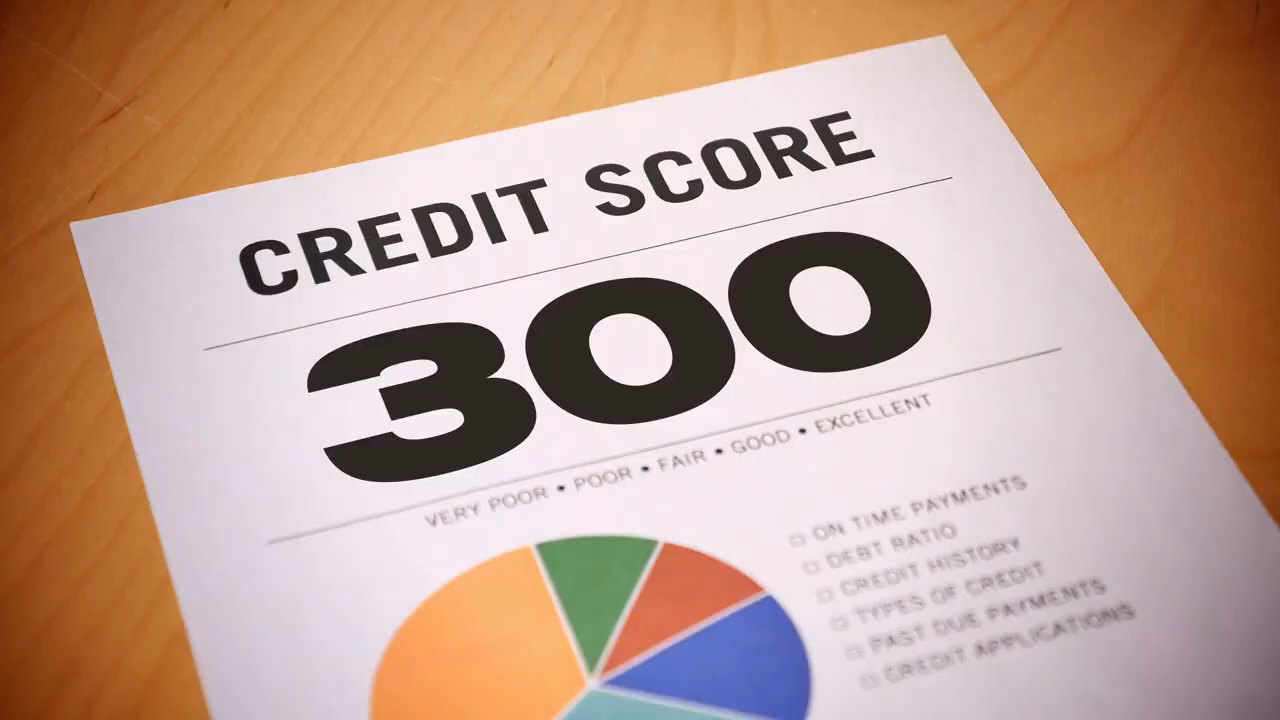 CREDIT SCORE
300
VERY POOR • POOR • FAIR • GOOD • EXCELLENT
ON TIME PAYMENTS
DEBT RATIO
CREDIT HISTORY
TYPES OF CREDIT
PAST DUE PAYMENTS
CREDIT APPLICATIONS